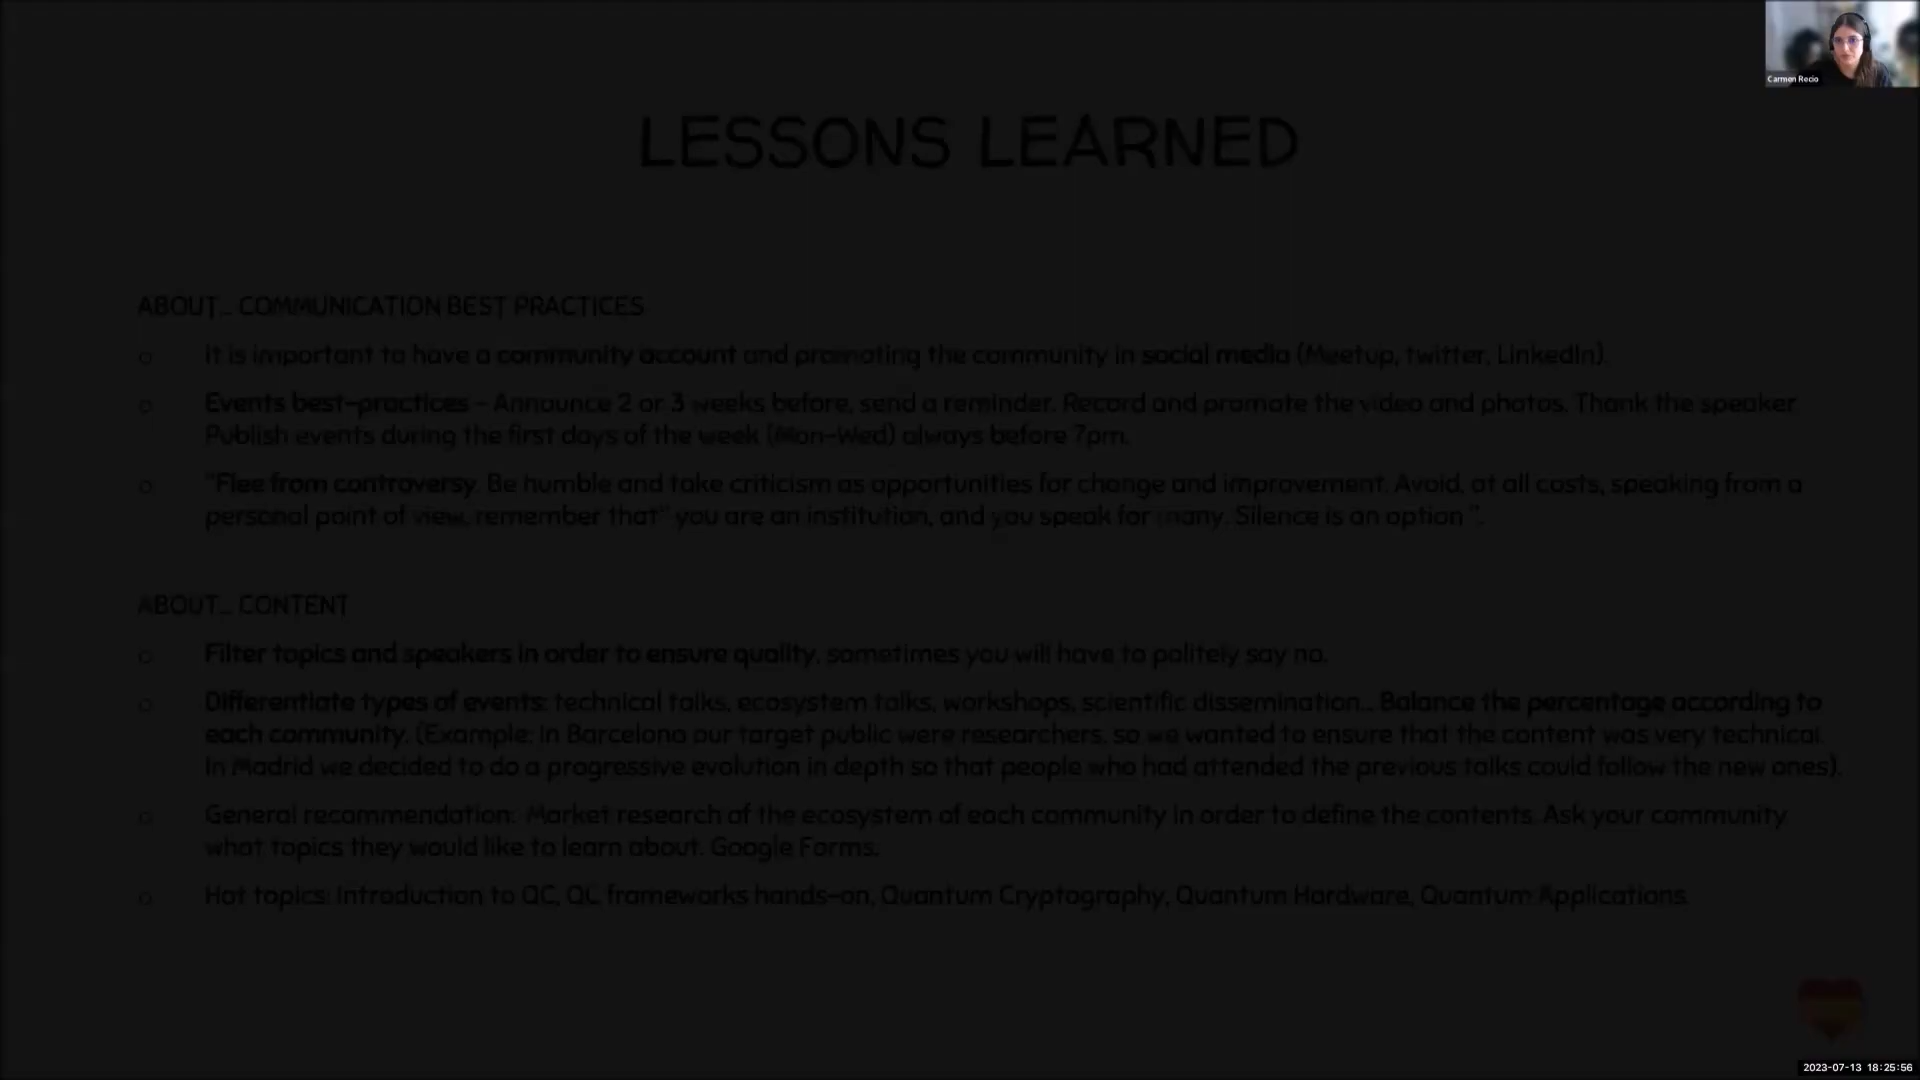 Carmen Recio
LESSONS LEARNED
ABOUT... COMMUNICATION BEST PRACTICES
o It is important to have a community account and promoting the community in social media (Meetup, twitter, LinkedIn).
o Events best-practices - Announce 2 or 3 weeks before, send a reminder. Record and promote the video and photos. Thank the speaker
Publish events during the first days of the week (Mon-Wed) always before 7pm.
o "Flee from controversy. Be humble and take criticism as opportunities for change and improvement. Avoid, at all costs, speaking from a
personal point of view, remember that" you are an institution, and you speak for many. Silence is an option ".
ABOUT... CONTENT
o Filter topics and speakers in order to ensure quality, sometimes you will have to politely say no.
o Differentiate types of events: technical talks, ecosystem talks, workshops, scientific dissemination... Balance the percentage according to
each community. (Example: In Barcelona our target public were researchers, so we wanted to ensure that the content was very technical.
In Madrid we decided to do a progressive evolution in depth so that people who had attended the previous talks could follow the new ones).
o General recommendation: Market research of the ecosystem of each community in order to define the contents. Ask your community
what topics they would like to learn about. Google Forms.
o Hot topics: Introduction to QC, QC frameworks hands-on, Quantum Cryptography, Quantum Hardware, Quantum Applications.
2023-07-13 18:25:56